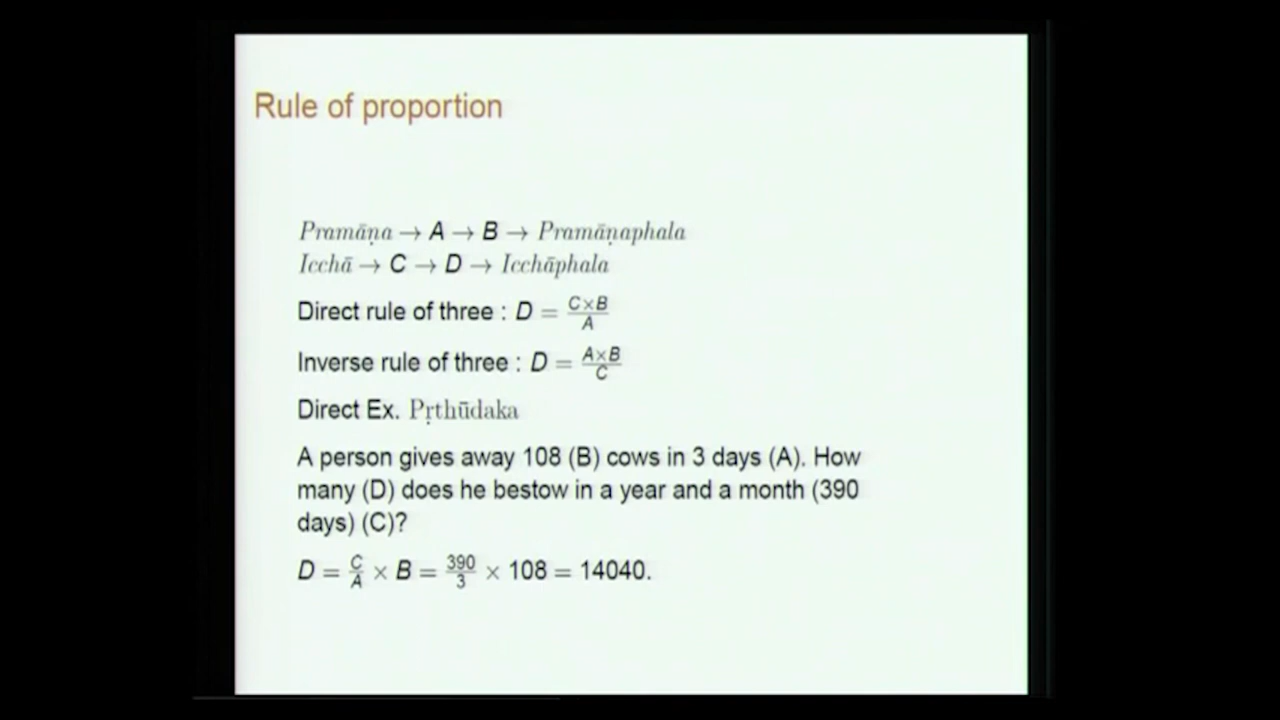 Rule of proportion
Pramāṇa → A → B → Pramāṇaphala
Icchā → C → D → Icchāphala
Direct rule of three : D = C×B/A
Inverse rule of three : D = A×B/C
Direct Ex. Pṛthūdaka
A person gives away 108 (B) cows in 3 days (A). How
many (D) does he bestow in a year and a month (390
days) (C)?
D = C/A × B = 390/3 × 108 = 14040.